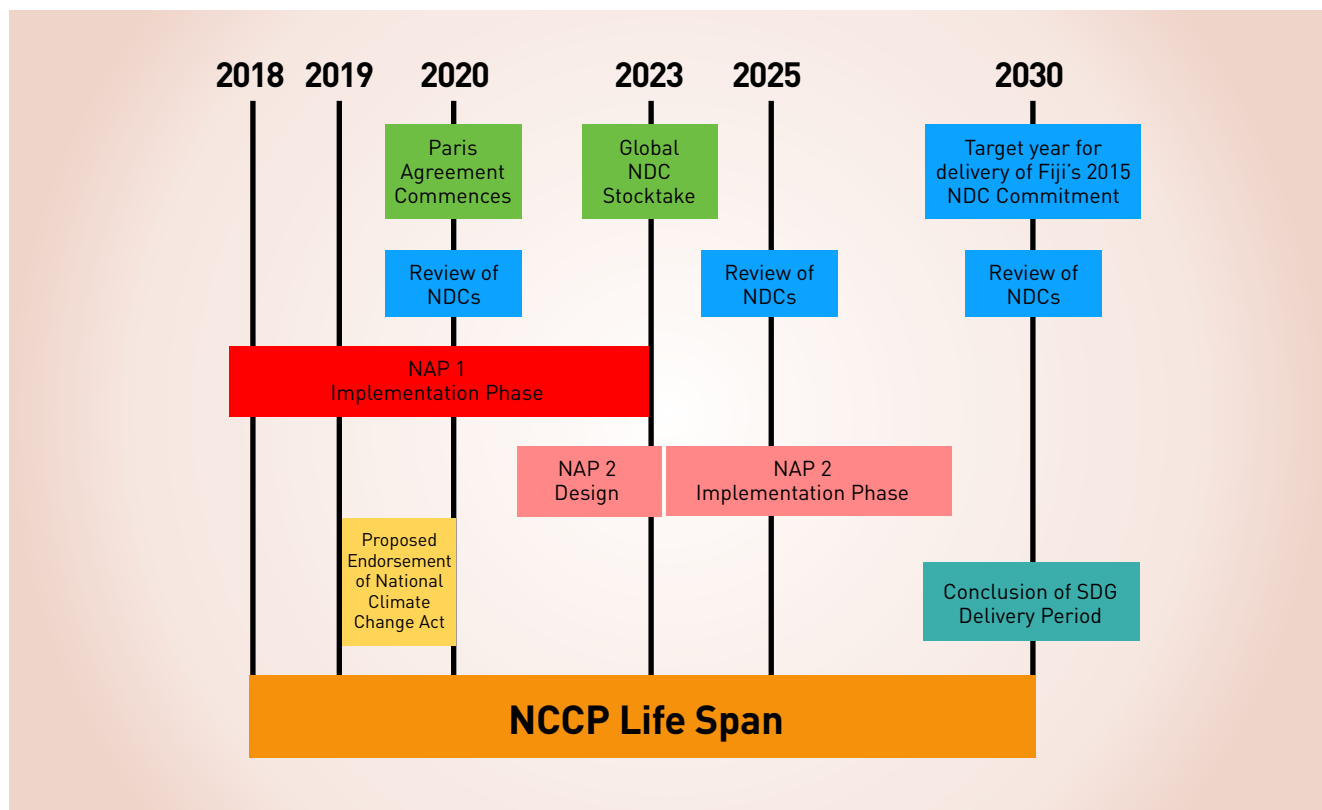 2018 2019 2020 2023 2025 2030
Paris
Agreement
Commences
Global
NDC
Stocktake
Target year for
delivery of Fiji’s 2015
NDC Commitment
Review of
NDCs
Review of
NDCs
Review of
NDCs
NAP 1
Implementation Phase
NAP 2
Design
NAP 2
Implementation Phase
Proposed
Endorsement
of National
Climate
Change Act
Conclusion of SDG
Delivery Period
NCCP Life Span